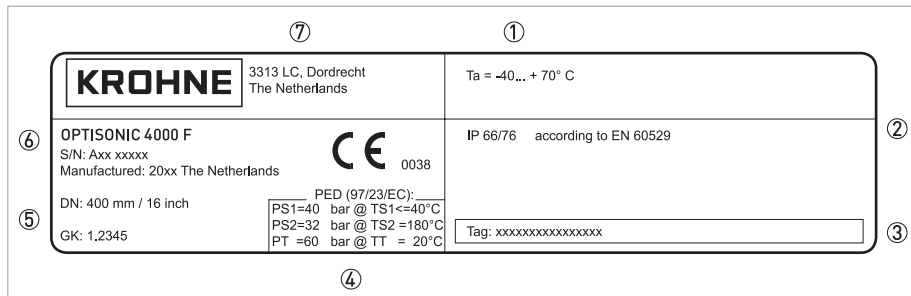 ⑦ ①
KROHNE
3313 LC, Dordrecht
The Netherlands
Ta = -40... + 70° C
⑥ ②
OPTISONIC 4000 F
S/N: Axx xxxxx
Manufactured: 20xx The Netherlands
CE 0038
IP 66/76 according to EN 60529
⑤ ③
DN: 400 mm / 16 inch
GK: 1.2345
PED (97/23/EC):
PS1=40 bar @ TS1<=40°C
PS2=32 bar @ TS2 =180°C
PT =60 bar @ TT = 20°C
Tag: xxxxxxxxxxxxxxxx
④